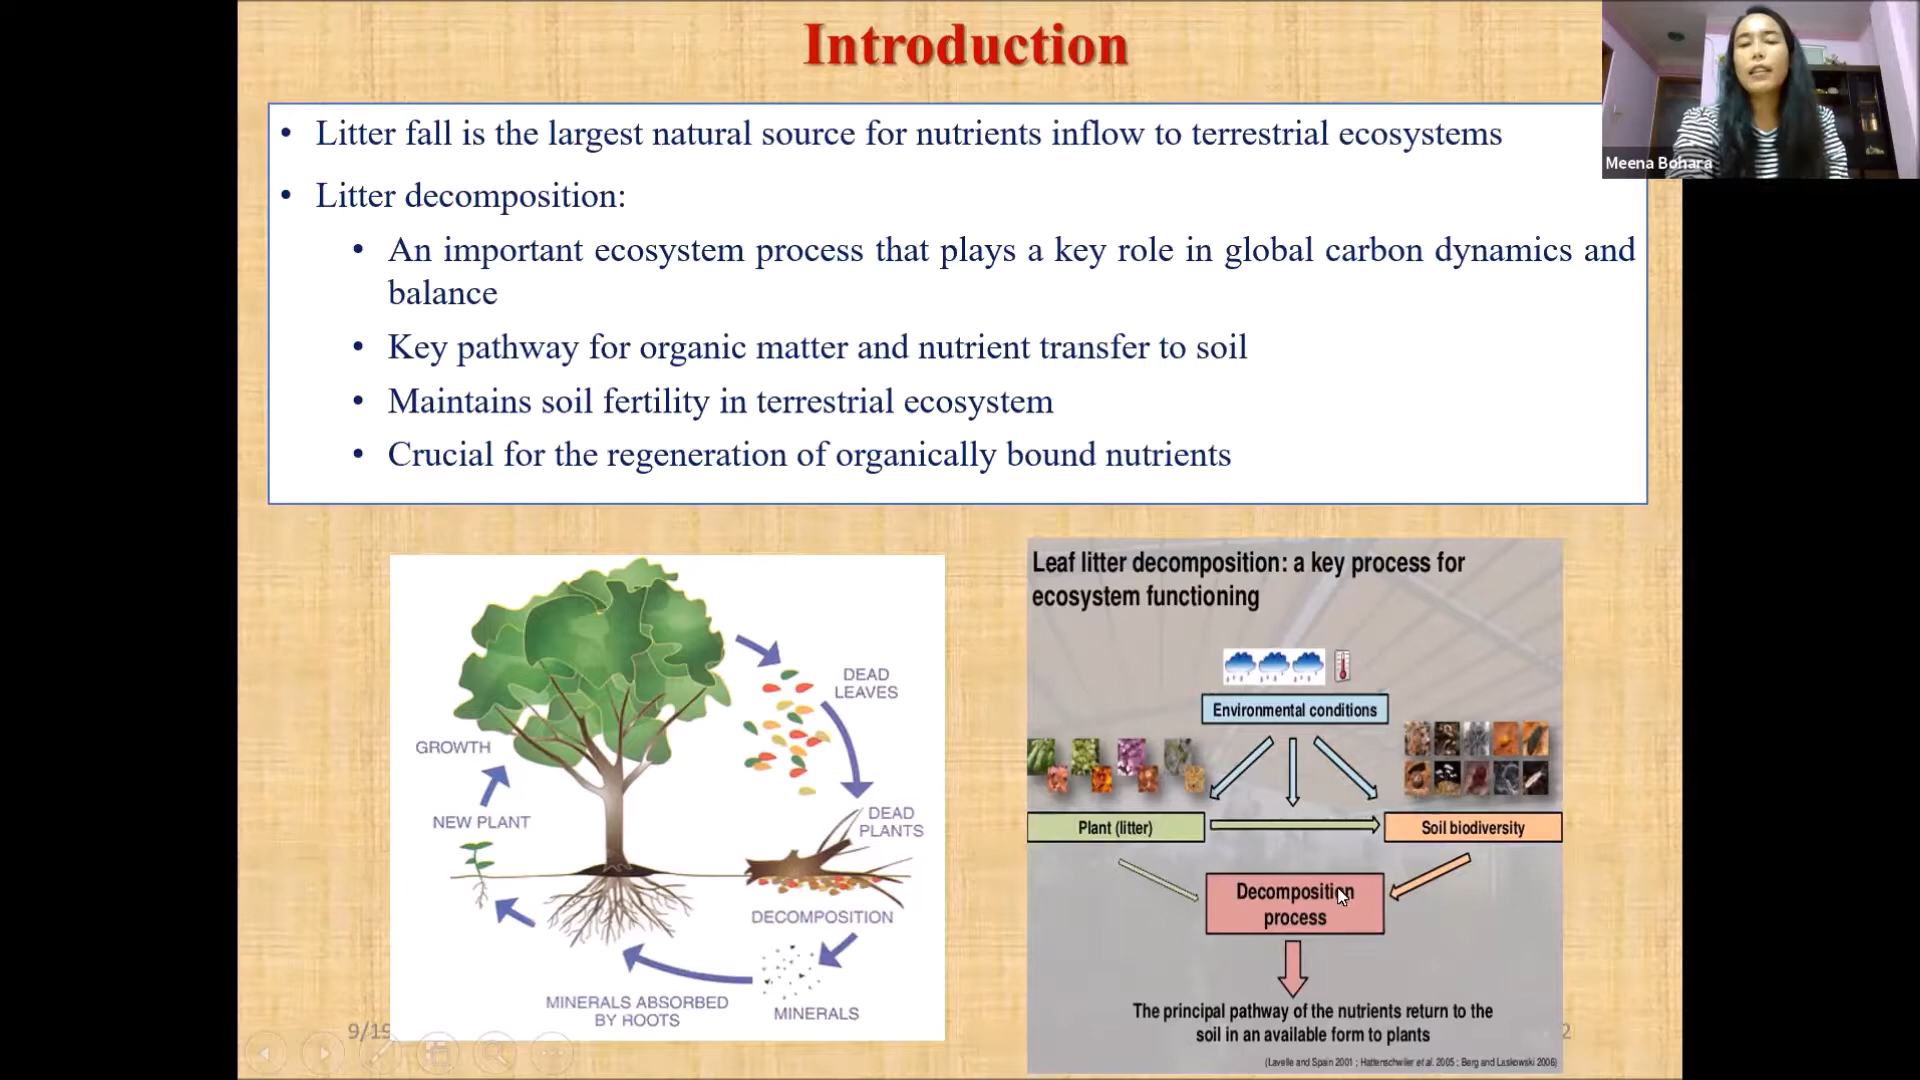 Introduction
Meena Bohara
• Litter fall is the largest natural source for nutrients inflow to terrestrial ecosystems
• Litter decomposition:
• An important ecosystem process that plays a key role in global carbon dynamics and
balance
• Key pathway for organic matter and nutrient transfer to soil
• Maintains soil fertility in terrestrial ecosystem
• Crucial for the regeneration of organically bound nutrients
DEAD
LEAVES
GROWTH
NEW PLANT
DEAD
PLANTS
DECOMPOSITION
MINERALS ABSORBED
BY ROOTS
MINERALS
Leaf litter decomposition: a key process for
ecosystem functioning
Environmental conditions
Plant (litter)
Soil biodiversity
Decomposition
process
The principal pathway of the nutrients return to the
soil in an available form to plants
(Lavelle and Spain 2001 ; Hattenschwiler et al. 2005 ; Berg and Laskowski 2006)
9/19
2